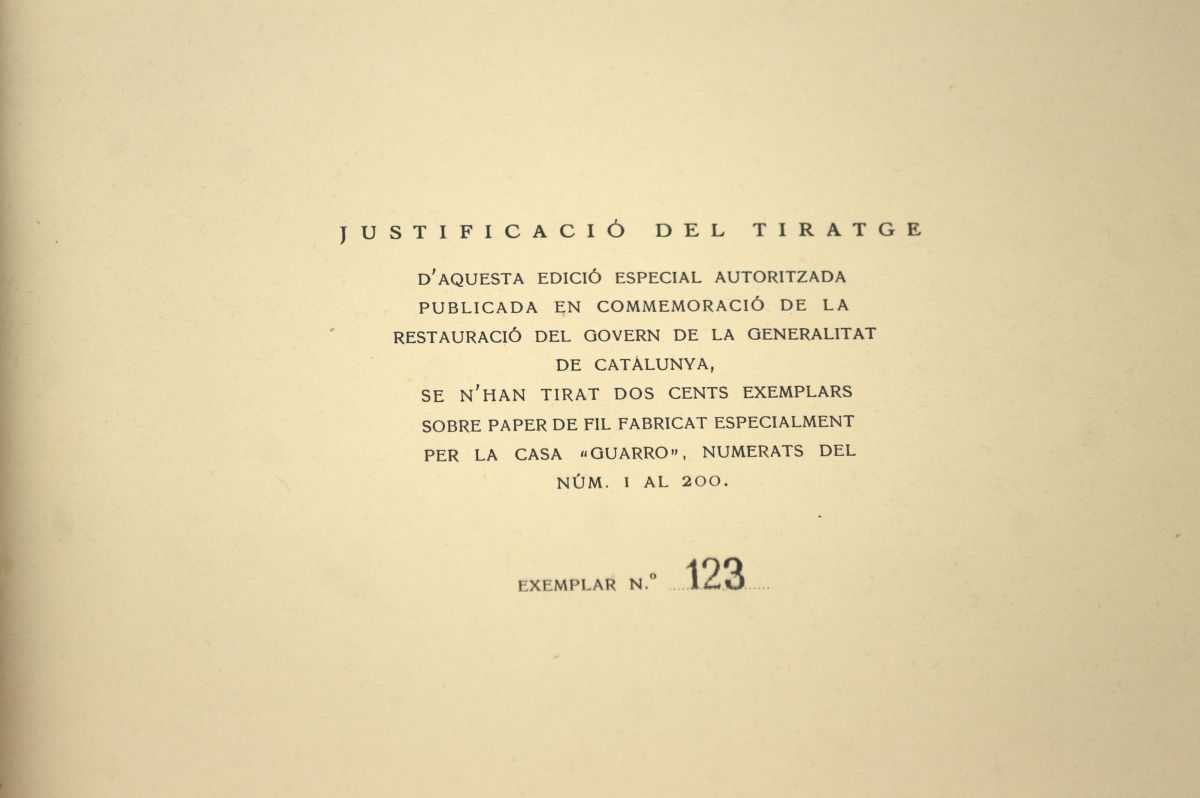 JUSTIFICACIÓ DEL TIRATGE
D'AQUESTA EDICIÓ ESPECIAL AUTORITZADA
PUBLICADA EN COMMEMORACIÓ DE LA
RESTAURACIÓ DEL GOVERN DE LA GENERALITAT
DE CATALUNYA,
SE N'HAN TIRAT DOS CENTS EXEMPLARS
SOBRE PAPER DE FIL FABRICAT ESPECIALMENT
PER LA CASA "GUARRO", NUMERATS DEL
NÚM. 1 AL 200.
EXEMPLAR N.º 123